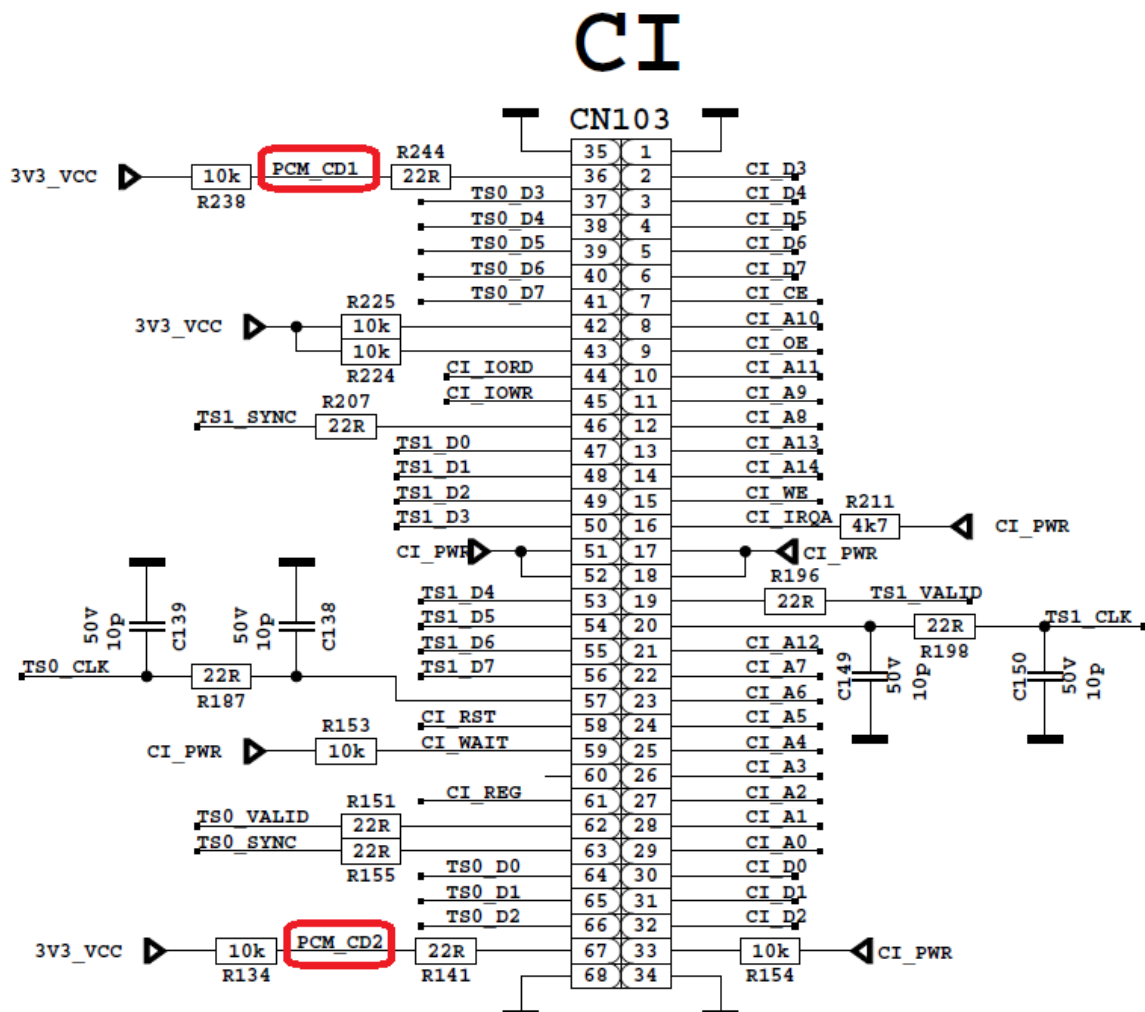 CI
CN103
35 1
3V3_VCC 10k PCM_CD1 R244 22R 36 2 CI_D3
R238 TS0_D3 37 3 CI_D4
TS0_D4 38 4 CI_D5
TS0_D5 39 5 CI_D6
TS0_D6 40 6 CI_D7
R225 TS0_D7 41 7 CI_CE
3V3_VCC 10k 42 8 CI_A10
10k 43 9 CI_OE
R224 CI_IORD 44 10 CI_A11
R207 CI_IOWR 45 11 CI_A9
TS1_SYNC 22R 46 12 CI_A8
TS1_D0 47 13 CI_A13
TS1_D1 48 14 CI_A14
TS1_D2 49 15 CI_WE R211
TS1_D3 50 16 CI_IRQA 4k7 CI_PWR
CI_PWR 51 17 CI_PWR
52 18 R196
TS1_D4 53 19 22R TS1_VALID
50v 10p C139 50v 10p C138 TS1_D5 54 20 22R TS1_CLK
TS1_D6 55 21 CI_A12 R198
TS0_CLK 22R TS1_D7 56 22 CI_A7 C149 50v 10p C150 50v 10p
R187 57 23 CI_A6
R153 CI_RST 58 24 CI_A5
CI_PWR 10k CI_WAIT 59 25 CI_A4
60 26 CI_A3
R151 CI_REG 61 27 CI_A2
TS0_VALID 22R 62 28 CI_A1
TS0_SYNC 22R 63 29 CI_A0
R155 TS0_D0 64 30 CI_D0
TS0_D1 65 31 CI_D1
TS0_D2 66 32 CI_D2
3V3_VCC 10k PCM_CD2 22R 67 33 10k CI_PWR
R134 R141 68 34 R154